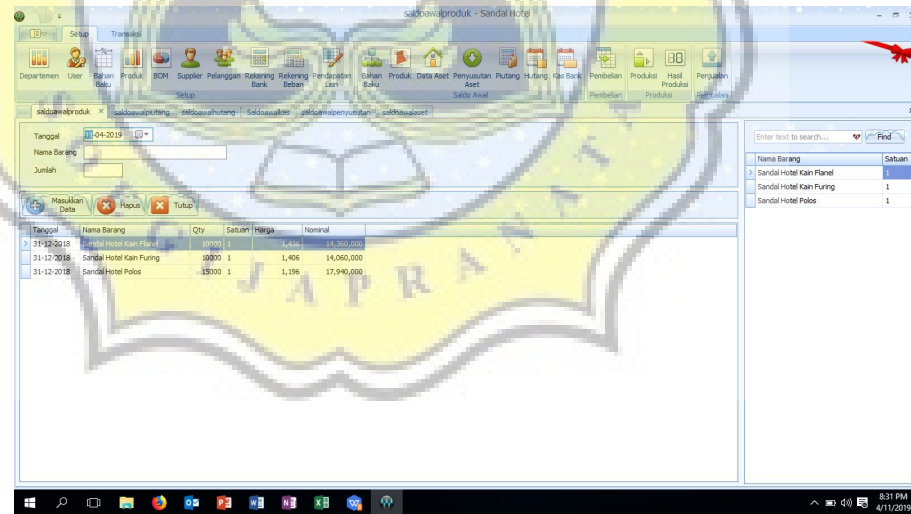 saldoawalproduk - Sandal Hotel
Setup Transaksi
Departemen User Bahan Baku Produk BOM Supplier Pelanggan Rekening Bank Rekening Beban Pendapatan Lain Bahan Baku Produk Data Aset Penyusutan Aset Piutang Hutang Kas Bank Pembelian Produksi Hasil Produksi Penjualan
Setup Saldo Awal Pembelian Produksi Penjualan
saldoawalproduk saldoawalpiutang saldoawalhutang Saldoawalkas saldoawalpenyusutan saldoawalaset
Tanggal -04-2019
Nama Barang
Jumlah
Enter text to search... Find
Masukkan Data Hapus Tutup
Nama Barang Satuan
Sandal Hotel Kain Flanel 1
Sandal Hotel Kain Furing 1
Sandal Hotel Polos 1
Tanggal Nama Barang Qty Satuan Harga Nominal
31-12-2018 Sandal Hotel Kain Flanel 10000 1 1,436 14,360,000
31-12-2018 Sandal Hotel Kain Furing 10000 1 1,406 14,060,000
31-12-2018 Sandal Hotel Polos 15000 1 1,196 17,940,000
JAPRANATA
8:31 PM
4/11/2019